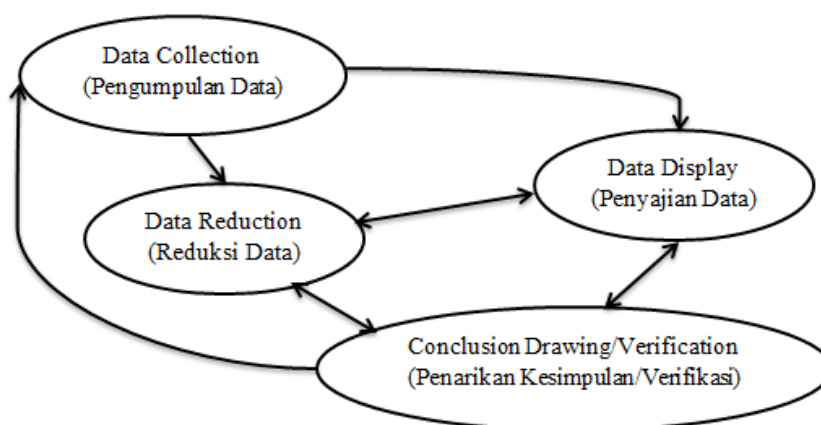 Data Collection
(Pengumpulan Data)
Data Display
(Penyajian Data)
Data Reduction
(Reduksi Data)
Conclusion Drawing/Verification
(Penarikan Kesimpulan/Verifikasi)